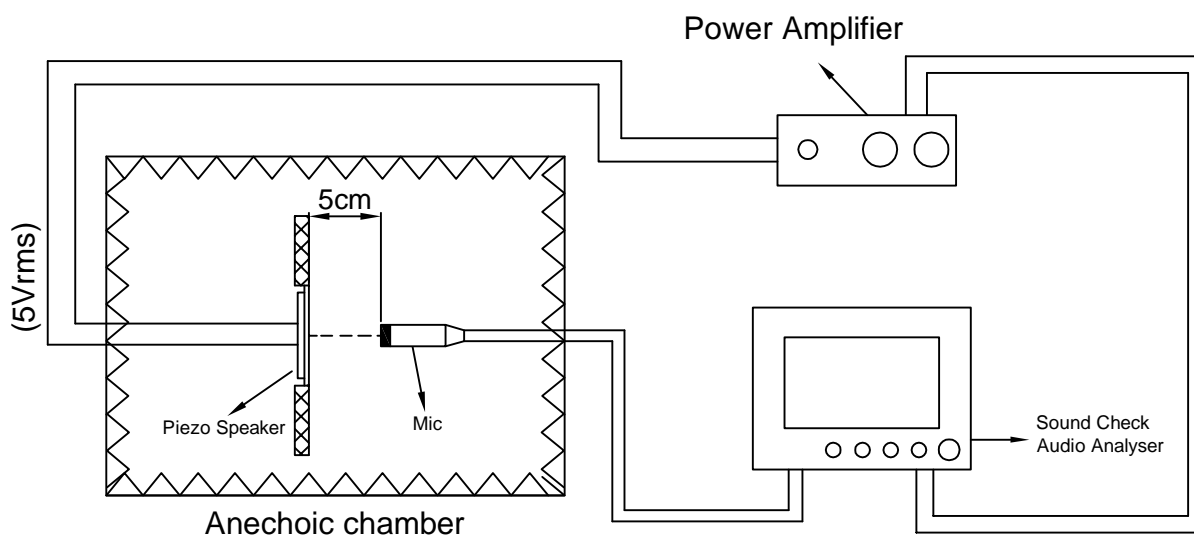 Power Amplifier
5cm
(5Vrms)
Piezo Speaker
Mic
Sound Check
Audio Analyser
Anechoic chamber